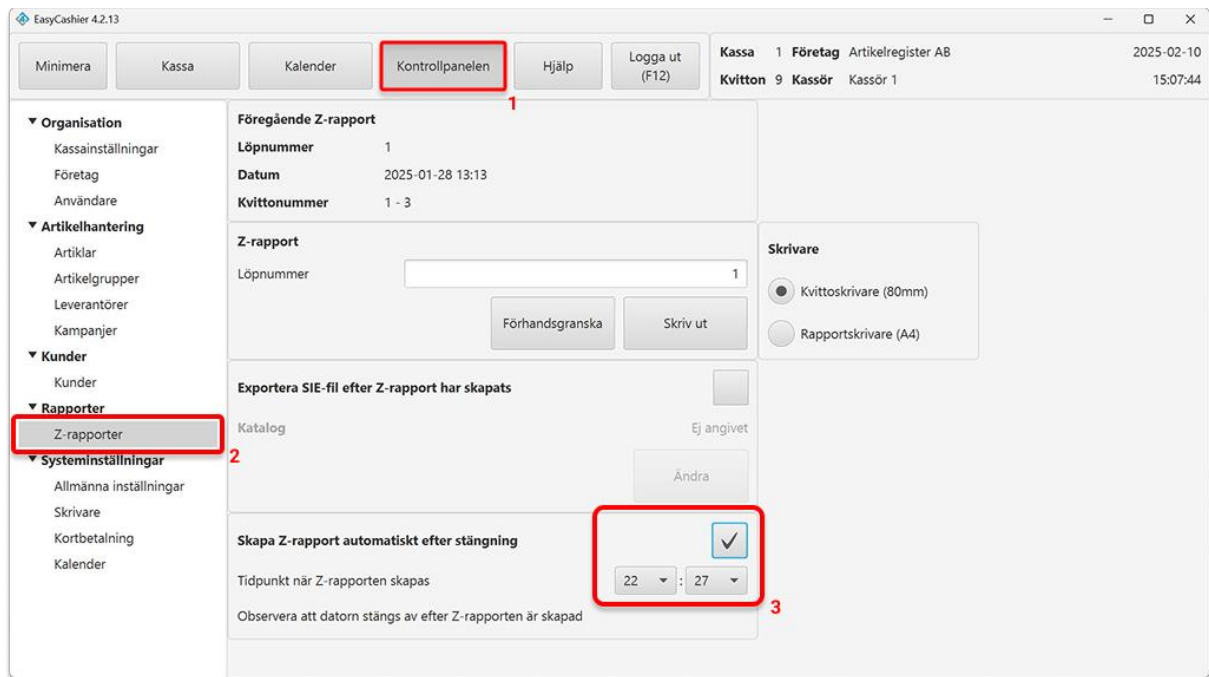 EasyCashier 4.2.13
Minimera
Kassa
Kalender
Kontrollpanelen
Hjälp
Logga ut
(F12)
Kassa 1 Företag Artikelregister AB 2025-02-10
Kvitton 9 Kassör Kassör 1 15:07:44
1
Organisation
Kassainställningar
Företag
Användare
Artikelhantering
Artiklar
Artikelgrupper
Leverantörer
Kampanjer
Kunder
Kunder
Rapporter
Z-rapporter
2
Systeminställningar
Allmänna inställningar
Skrivare
Kortbetalning
Kalender
Föregående Z-rapport
Löpnummer 1
Datum 2025-01-28 13:13
Kvittonummer 1 - 3
Z-rapport
Löpnummer 1
Förhandsgranska Skriv ut
Skrivare
Kvittoskrivare (80mm)
Rapportskrivare (A4)
Exportera SIE-fil efter Z-rapport har skapats
Katalog Ej angivet
Ändra
Skapa Z-rapport automatiskt efter stängning
Tidpunkt när Z-rapporten skapas 22 : 27
3
Observera att datorn stängs av efter Z-rapporten är skapad